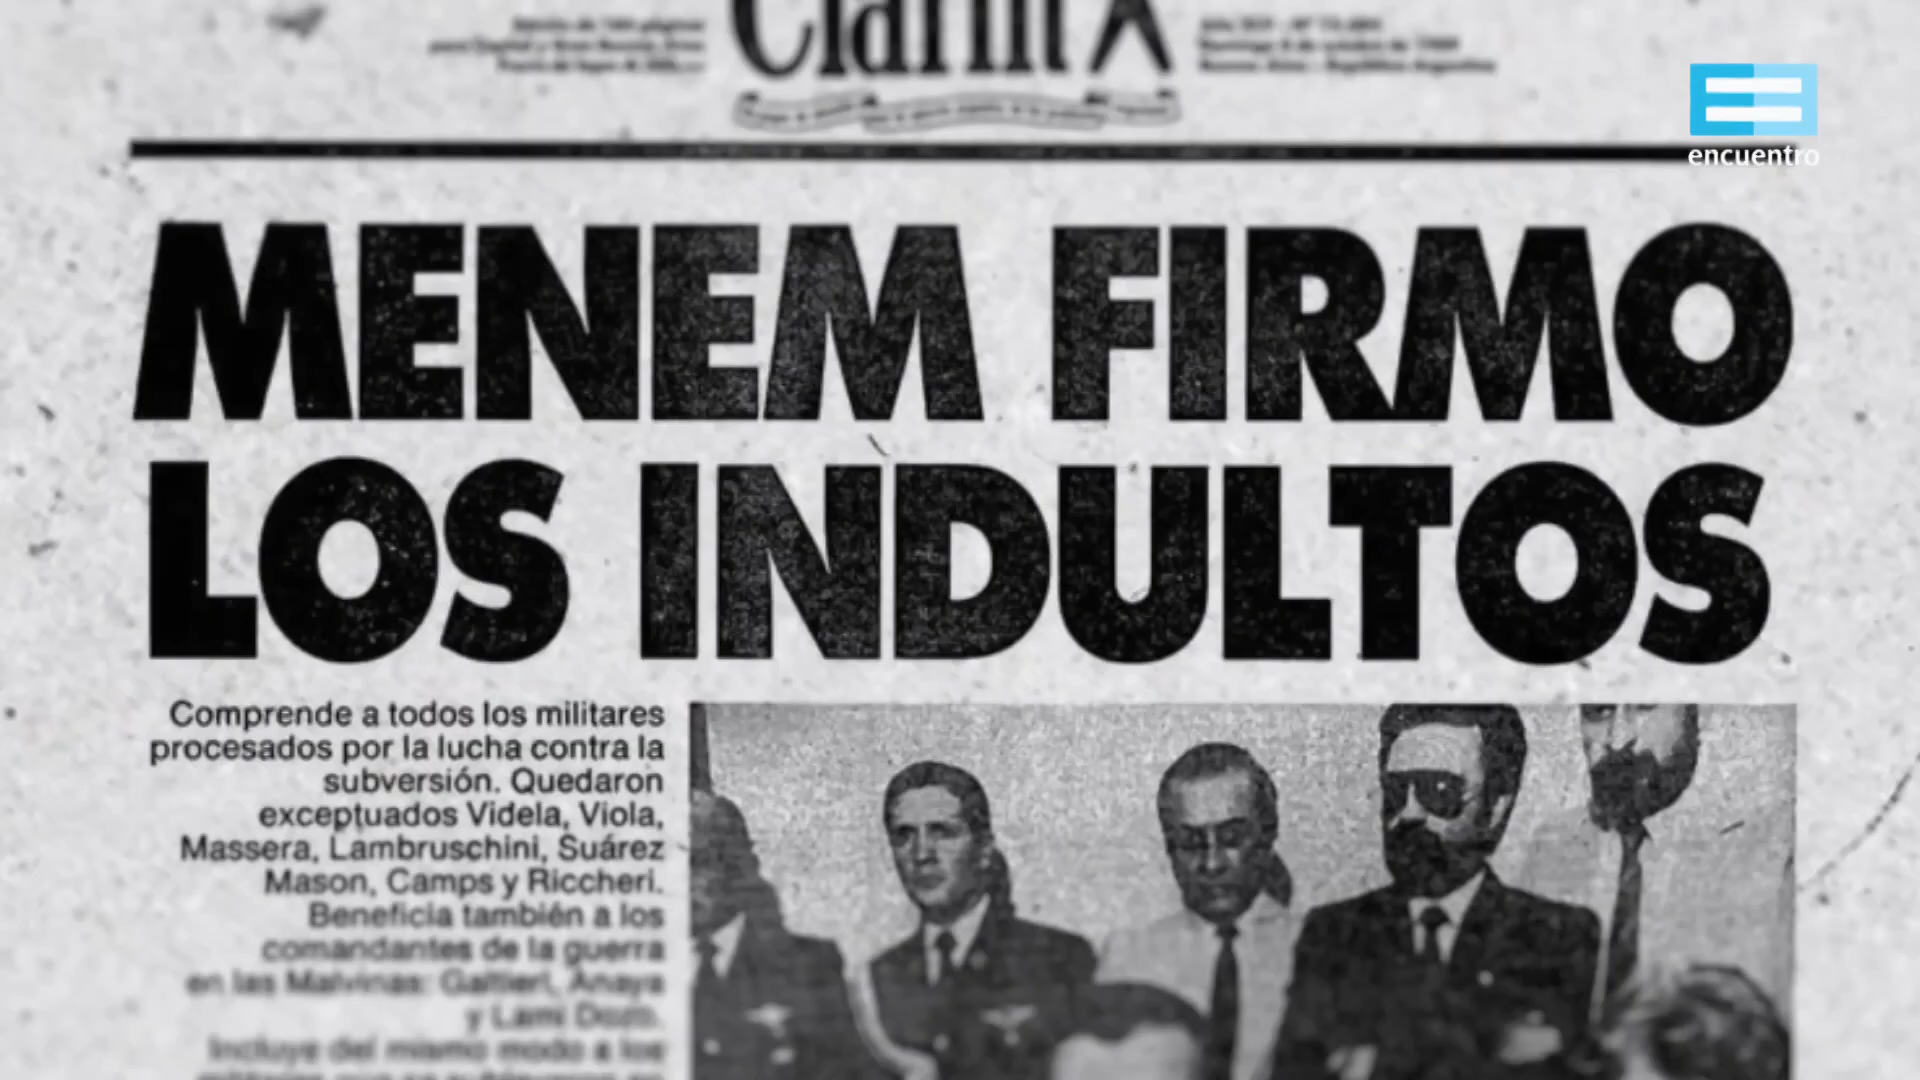 Clarín
encuentro
MENEM FIRMO
LOS INDULTOS
Comprende a todos los militares
procesados por la lucha contra la
subversión. Quedaron
exceptuados Videla, Viola,
Massera, Lambruschini, Suárez
Mason, Camps y Riccheri.
Beneficia también a los
comandantes de la guerra
en las Malvinas: Galtieri, Anaya
y Lami Dozo.
Incluye del mismo modo a los